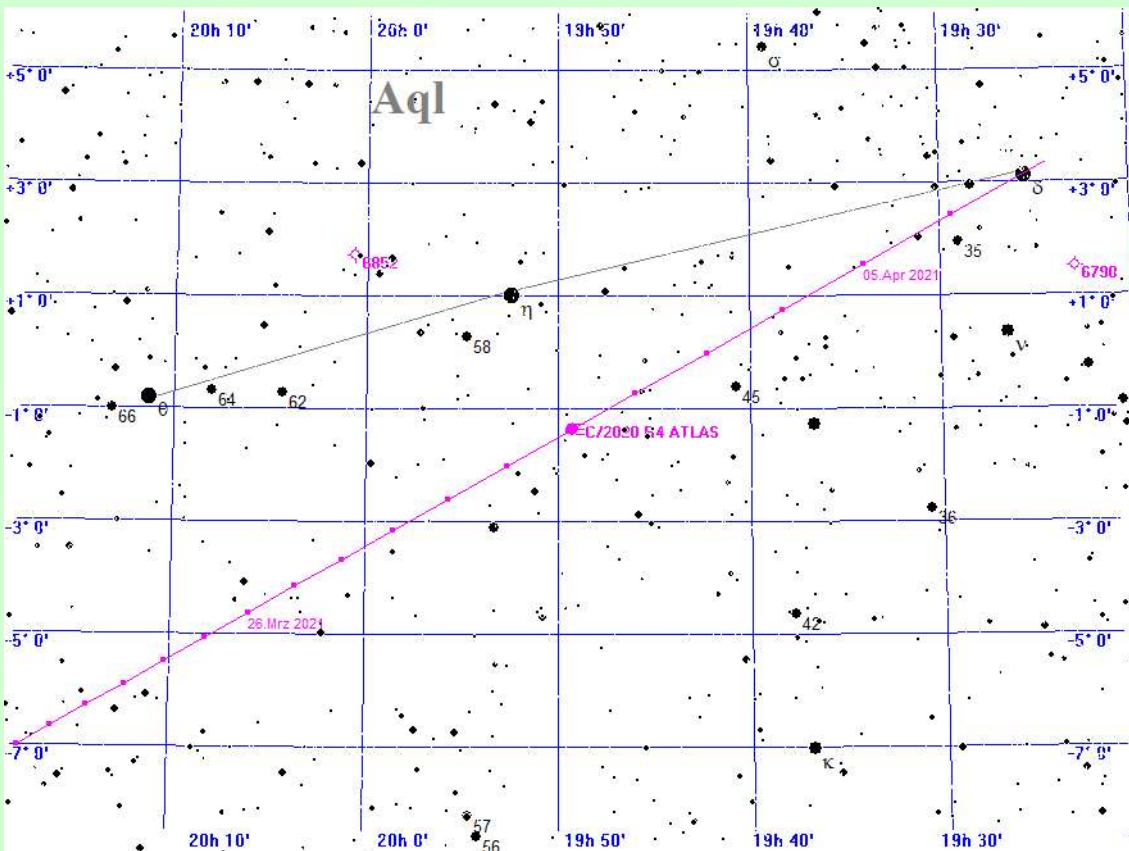 20h 10' 20h 0' 19h 50' 19h 40' 19h 30'
σ
+5° 0' +5° 0'
Aql
+3° 0' +3° 0'
δ
35
6852 6790
05.Apr 2021
+1° 0' +1° 0'
η
58 ν
64 62 45
66 θ
-1° 0' -1° 0'
C/2020 S4 ATLAS
-3° 0' 36 -3° 0'
26.Mrz 2021 42
-5° 0' -5° 0'
-7° 0' κ -7° 0'
57
56
20h 10' 20h 0' 19h 50' 19h 40' 19h 30'